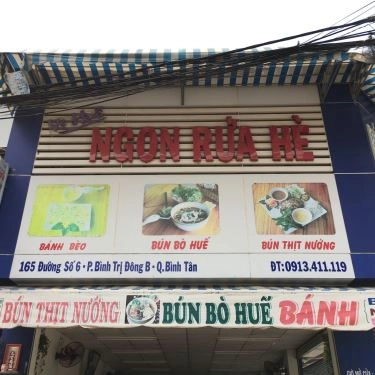 NGON RỨA HÈ
BÁNH BÈO BÚN BÒ HUẾ BÚN THỊT NƯỚNG
165 Đường Số 6 - P.Bình Trị Đông B - Q.Bình Tân ĐT:0913.411.119
BÚN THỊT NƯỚNG BÚN BÒ HUẾ BÁNH